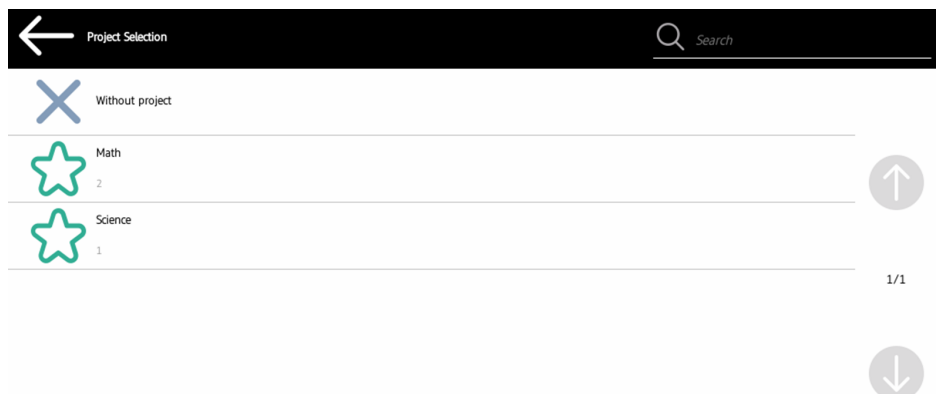 Project Selection
Search
Without project
Math
2
Science
1
1/1